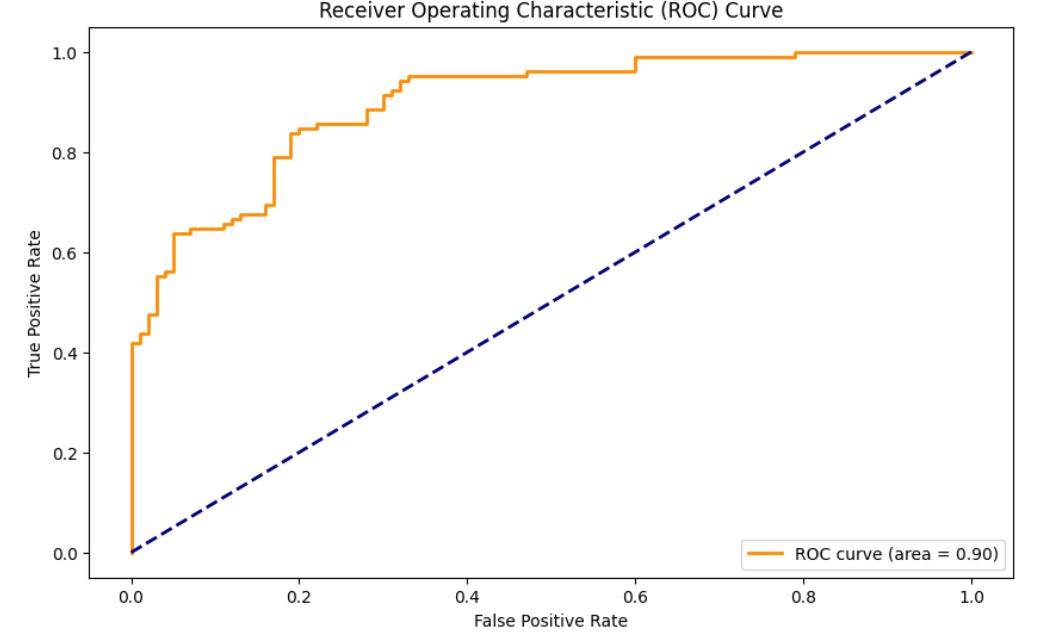 Receiver Operating Characteristic (ROC) Curve
1.0
0.8
0.6
0.4
0.2
0.0
True Positive Rate
ROC curve (area = 0.90)
0.0 0.2 0.4 0.6 0.8 1.0
False Positive Rate